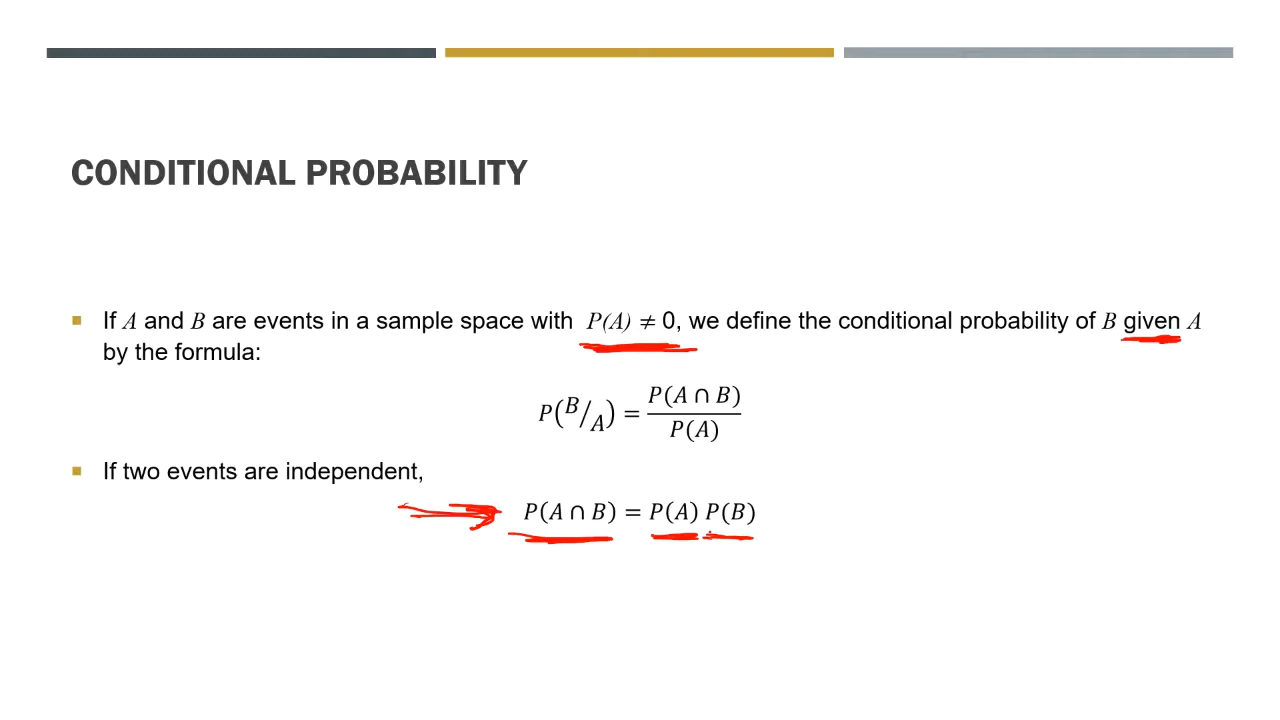 CONDITIONAL PROBABILITY
If A and B are events in a sample space with P(A) ≠ 0, we define the conditional probability of B given A
by the formula:
P(B/A) = P(A ∩ B)/P(A)
If two events are independent,
P(A ∩ B) = P(A) P(B)